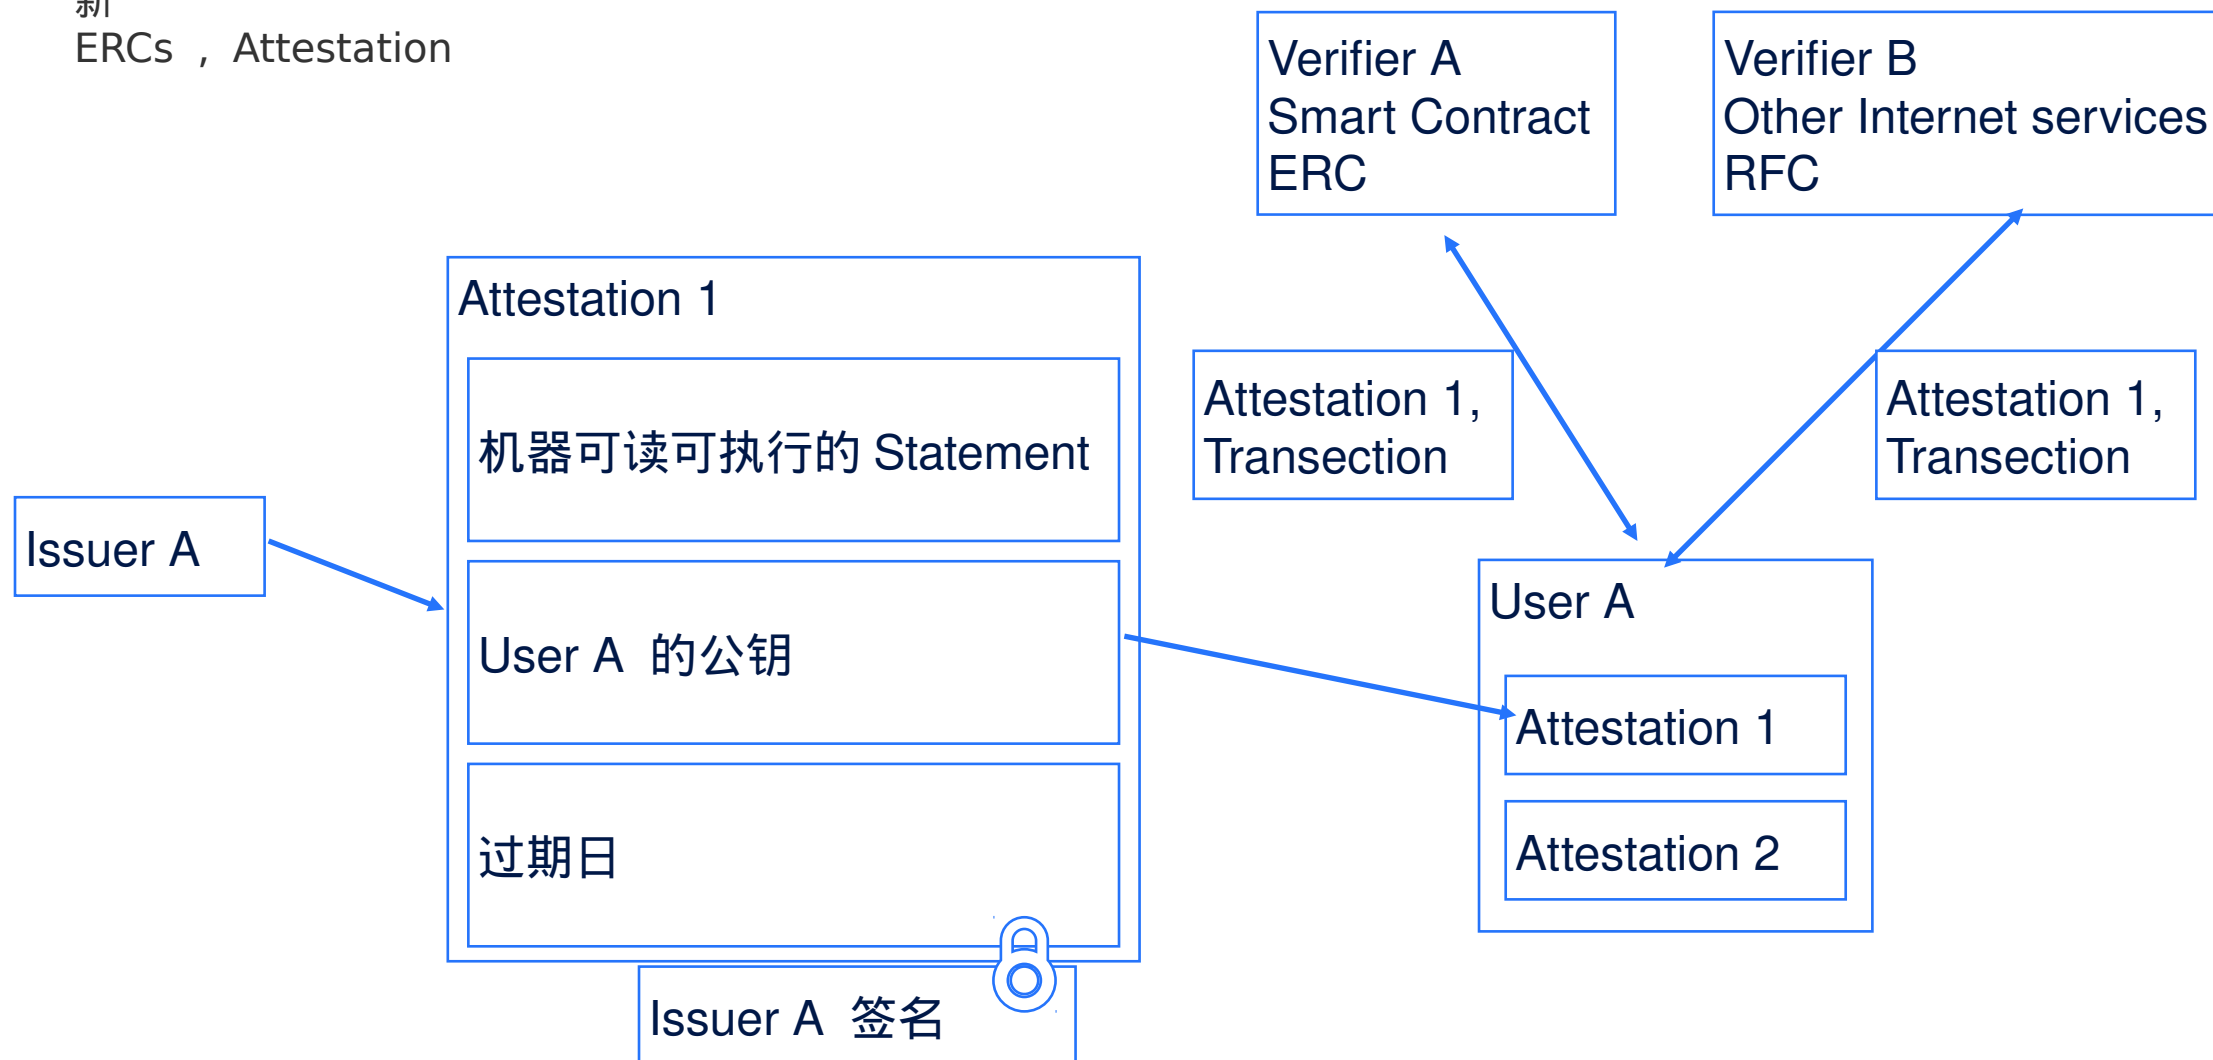 新
ERCs , Attestation
Verifier A
Smart Contract
ERC
Verifier B
Other Internet services
RFC
Attestation 1
机器可读可执行的 Statement
User A 的公钥
过期日
Issuer A 签名
Issuer A
Attestation 1,
Transection
Attestation 1,
Transection
User A
Attestation 1
Attestation 2